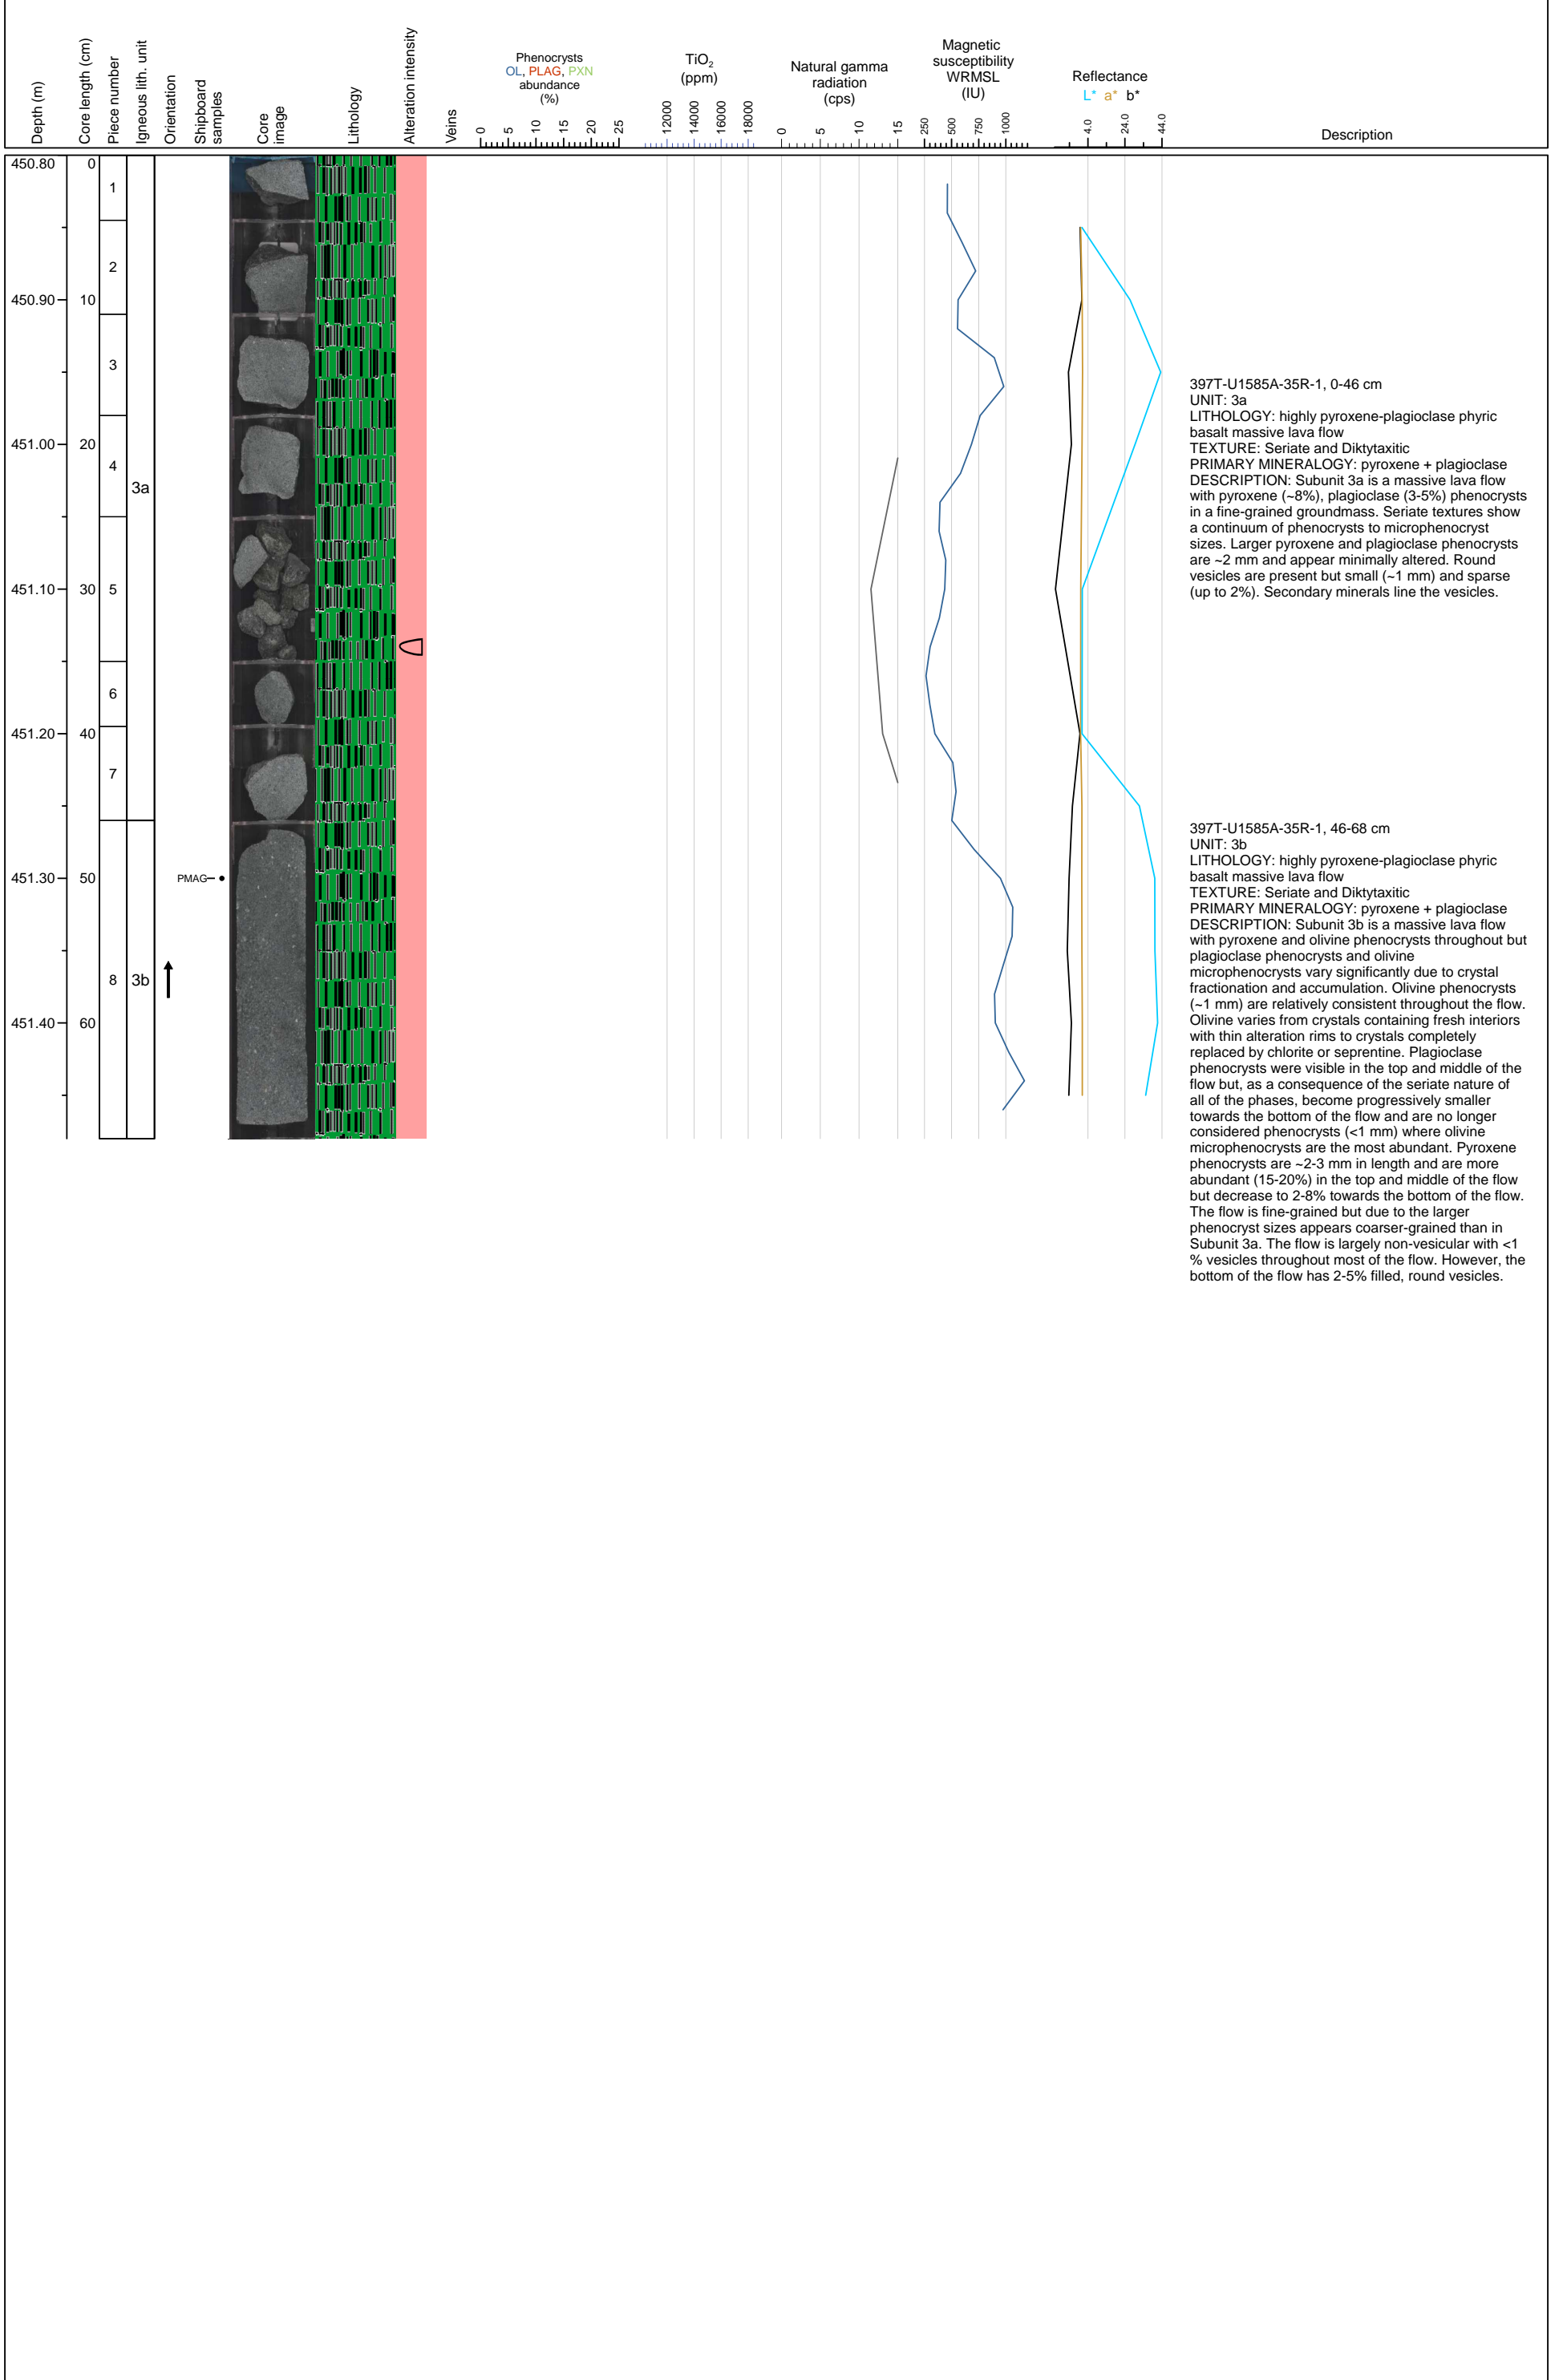 Depth (m)
Core length (cm)
Piece number
Igneous lith. unit
Orientation
Shipboard
samples
Core
image
Lithology
Alteration intensity
Veins
Phenocrysts
OL, PLAG, PXN
abundance
(%)
0
5
10
15
20
25
TiO2
(ppm)
12000
14000
16000
18000
Natural gamma
radiation
(cps)
0
5
10
15
Magnetic
susceptibility
WRMSL
(IU)
250
500
750
1000
Reflectance
L* a* b*
4.0
24.0
44.0
Description
450.80
450.90
451.00
451.10
451.20
451.30
451.40
0
10
20
30
40
50
60
1
2
3
4
5
6
7
8
3a
3b
PMAG
397T-U1585A-35R-1, 0-46 cm
UNIT: 3a
LITHOLOGY: highly pyroxene-plagioclase phyric
basalt massive lava flow
TEXTURE: Seriate and Diktytaxitic
PRIMARY MINERALOGY: pyroxene + plagioclase
DESCRIPTION: Subunit 3a is a massive lava flow
with pyroxene (~8%), plagioclase (3-5%) phenocrysts
in a fine-grained groundmass. Seriate textures show
a continuum of phenocrysts to microphenocryst
sizes. Larger pyroxene and plagioclase phenocrysts
are ~2 mm and appear minimally altered. Round
vesicles are present but small (~1 mm) and sparse
(up to 2%). Secondary minerals line the vesicles.
397T-U1585A-35R-1, 46-68 cm
UNIT: 3b
LITHOLOGY: highly pyroxene-plagioclase phyric
basalt massive lava flow
TEXTURE: Seriate and Diktytaxitic
PRIMARY MINERALOGY: pyroxene + plagioclase
DESCRIPTION: Subunit 3b is a massive lava flow
with pyroxene and olivine phenocrysts throughout but
plagioclase phenocrysts and olivine
microphenocrysts vary significantly due to crystal
fractionation and accumulation. Olivine phenocrysts
(~1 mm) are relatively consistent throughout the flow.
Olivine varies from crystals containing fresh interiors
with thin alteration rims to crystals completely
replaced by chlorite or seprentine. Plagioclase
phenocrysts were visible in the top and middle of the
flow but, as a consequence of the seriate nature of
all of the phases, become progressively smaller
towards the bottom of the flow and are no longer
considered phenocrysts (<1 mm) where olivine
microphenocrysts are the most abundant. Pyroxene
phenocrysts are ~2-3 mm in length and are more
abundant (15-20%) in the top and middle of the flow
but decrease to 2-8% towards the bottom of the flow.
The flow is fine-grained but due to the larger
phenocryst sizes appears coarser-grained than in
Subunit 3a. The flow is largely non-vesicular with <1
% vesicles throughout most of the flow. However, the
bottom of the flow has 2-5% filled, round vesicles.